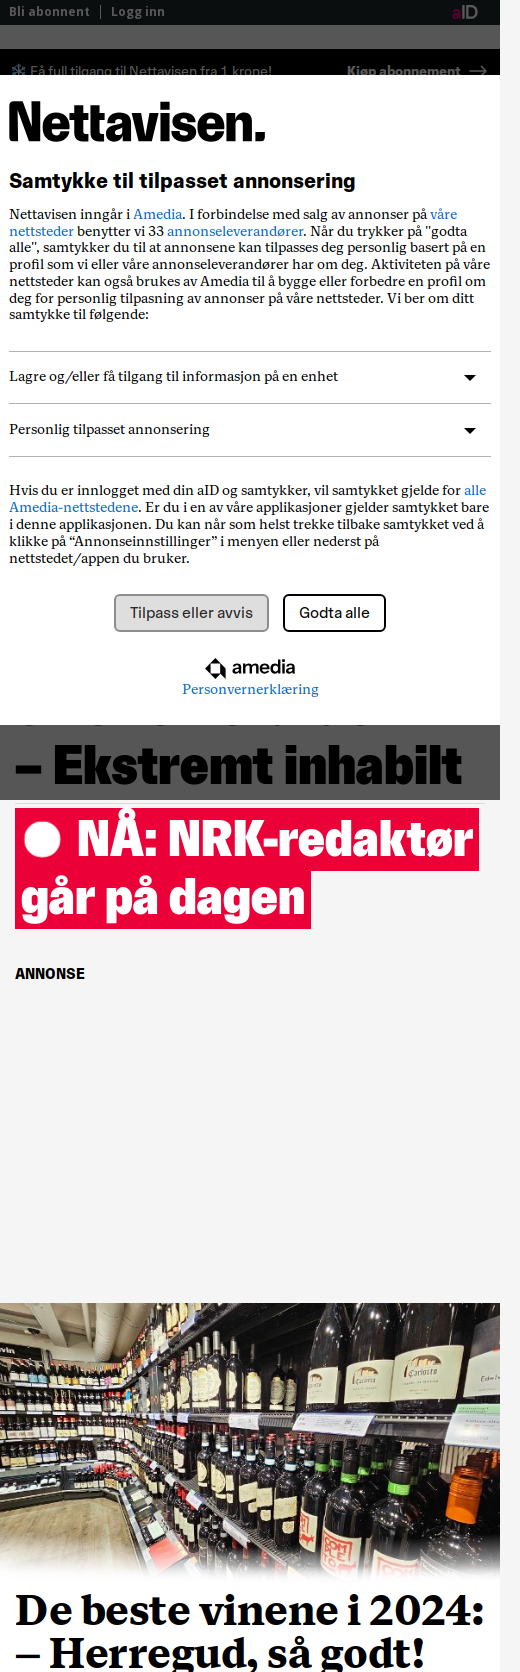 Bli abonnent | Logg inn
aID
Få full tilgang til Nettavisen fra 1 krone!
Kjøp abonnement →
Nettavisen.
Samtykke til tilpasset annonsering
Nettavisen inngår i Amedia. I forbindelse med salg av annonser på våre
nettsteder benytter vi 33 annonseleverandører. Når du trykker på "godta
alle", samtykker du til at annonsene kan tilpasses deg personlig basert på en
profil som vi eller våre annonseleverandører har om deg. Aktiviteten på våre
nettsteder kan også brukes av Amedia til å bygge eller forbedre en profil om
deg for personlig tilpasning av annonser på våre nettsteder. Vi ber om ditt
samtykke til følgende:
Lagre og/eller få tilgang til informasjon på en enhet
Personlig tilpasset annonsering
Hvis du er innlogget med din aID og samtykker, vil samtykket gjelde for alle
Amedia-nettstedene. Er du i en av våre applikasjoner gjelder samtykket bare
i denne applikasjonen. Du kan når som helst trekke tilbake samtykket ved å
klikke på “Annonseinnstillinger” i menyen eller nederst på
nettstedet/appen du bruker.
Tilpass eller avvis
Godta alle
amedia
Personvernerklæring
– Ekstremt inhabilt
NÅ: NRK-redaktør
går på dagen
ANNONSE
De beste vinene i 2024:
– Herregud, så godt!